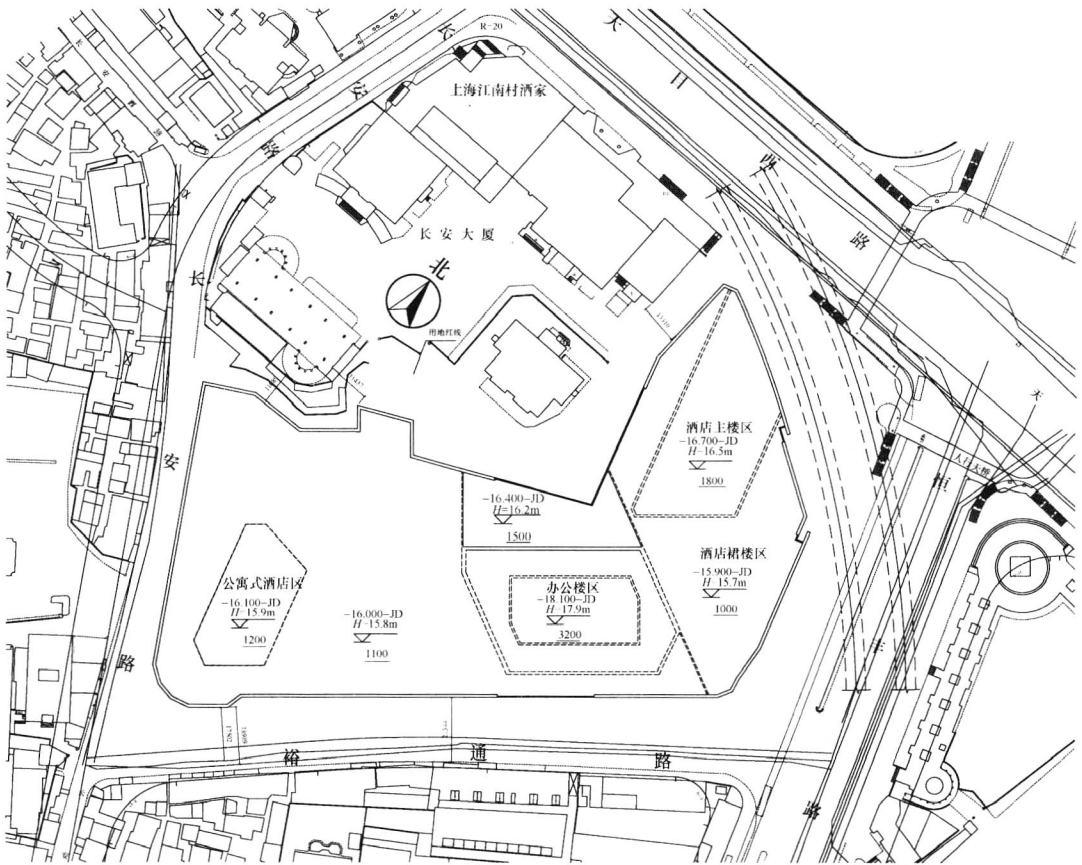 R-20
长
安
路
上海江南村酒家
天
目
西
路
长安大厦
北
用地红线
长
安
路
天
人行天桥
恒
丰
路
酒店主楼区
-16.700-JD
H-16.5m
1800
-16.400-JD
H=16.2m
1500
酒店裙楼区
-15.900-JD
H-15.7m
1000
公寓式酒店区
-16.100-JD
H-15.9m
1200
-16.000-JD
H-15.8m
1100
办公楼区
-18.100-JD
H-17.9m
3200
裕
通
路